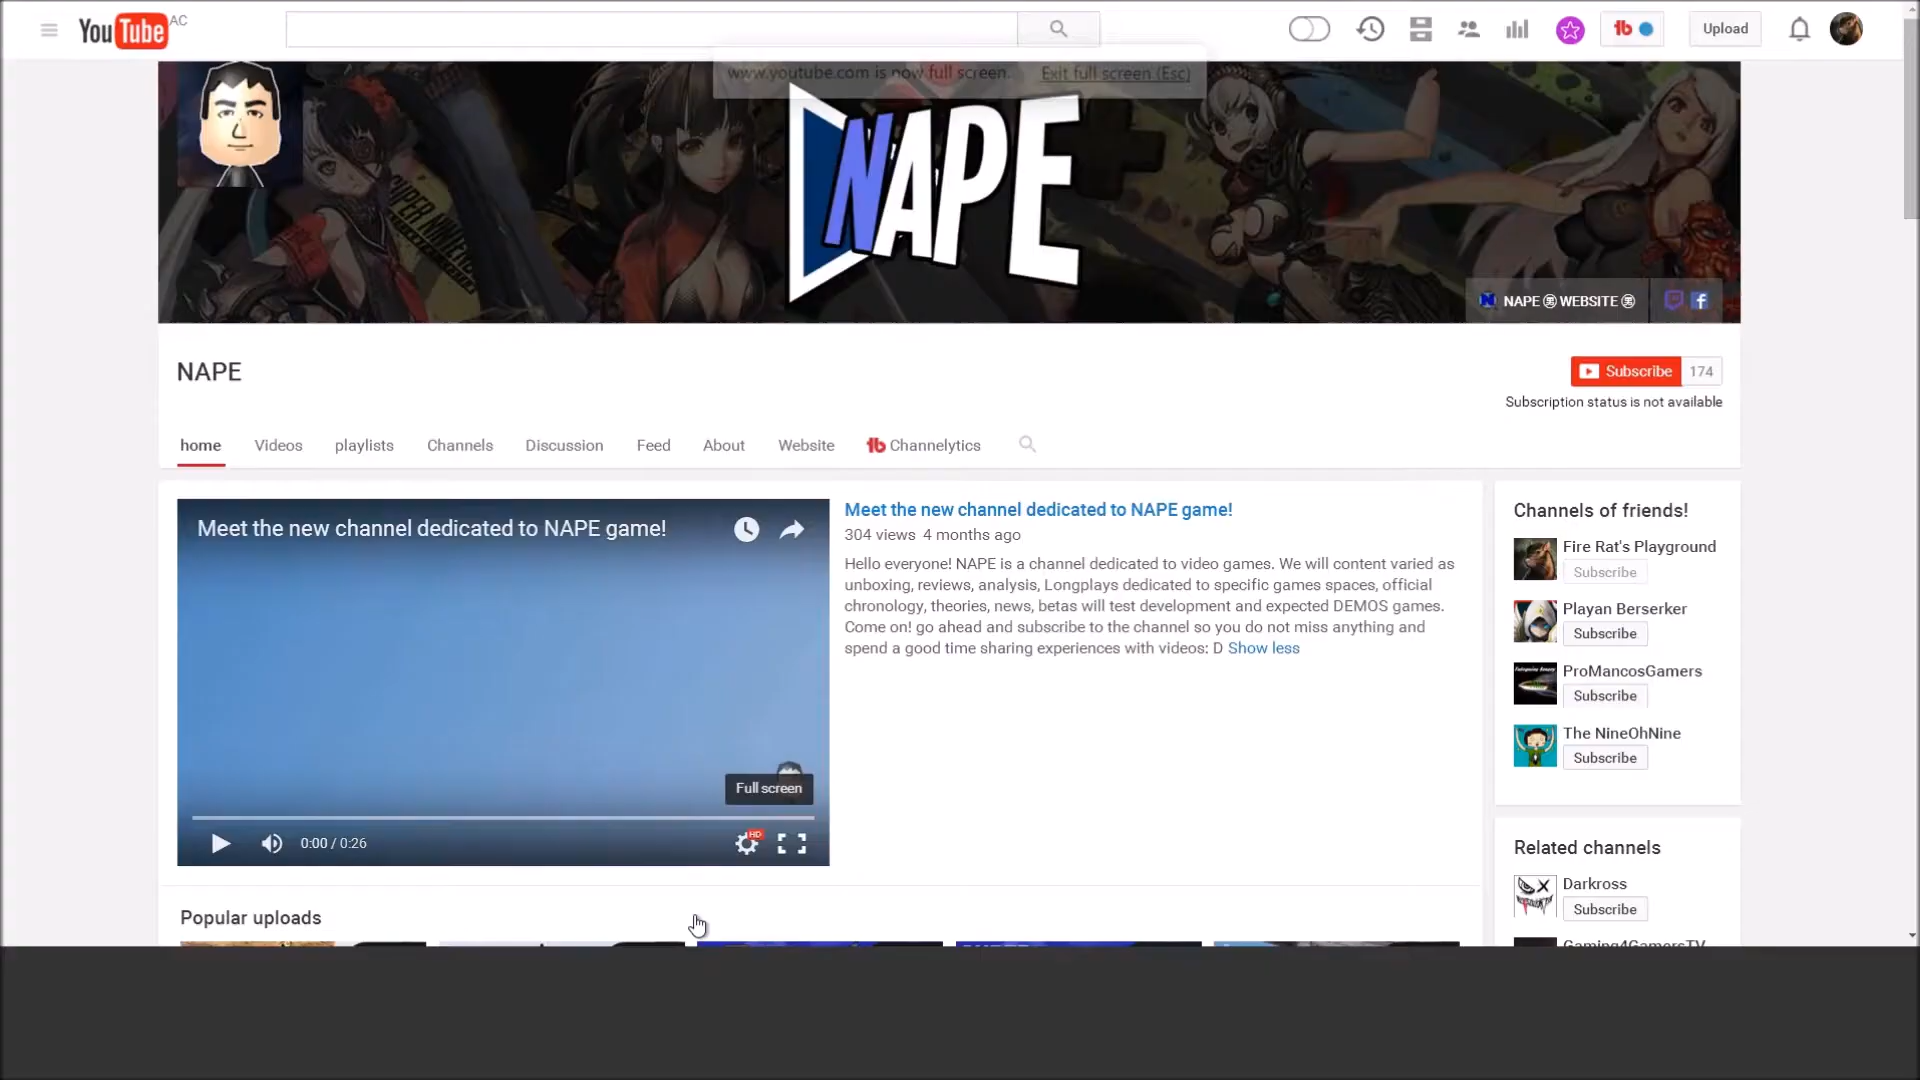 YouTube AC
Upload
www.youtube.com is now full screen. Exit full screen (Esc)
NAPE
NAPE 圐 WEBSITE 圐
NAPE
Subscribe 174
Subscription status is not available
home Videos playlists Channels Discussion Feed About Website Channelytics
Meet the new channel dedicated to NAPE game!
Full screen
0:00 / 0:26
HD
Meet the new channel dedicated to NAPE game!
304 views 4 months ago
Hello everyone! NAPE is a channel dedicated to video games. We will content varied as
unboxing, reviews, analysis, Longplays dedicated to specific games spaces, official
chronology, theories, news, betas will test development and expected DEMOS games.
Come on! go ahead and subscribe to the channel so you do not miss anything and
spend a good time sharing experiences with videos: D Show less
Channels of friends!
Fire Rat's Playground
Subscribe
Playan Berserker
Subscribe
ProMancosGamers
Subscribe
The NineOhNine
Subscribe
Related channels
Darkross
Subscribe
Gaming4GamersTV
Popular uploads